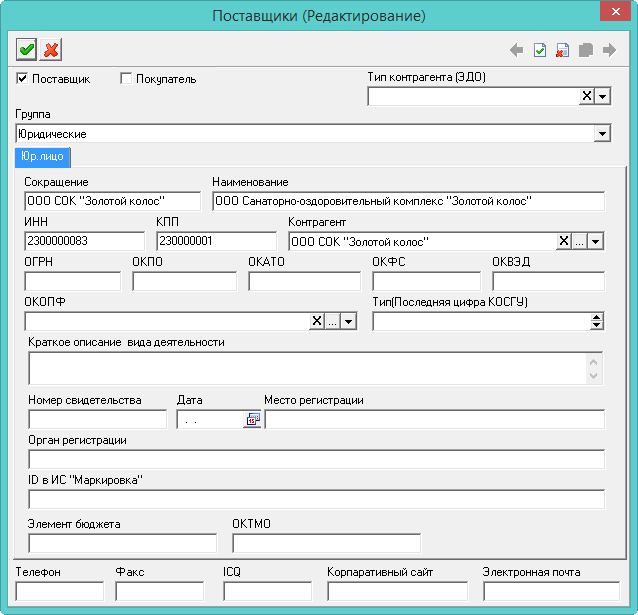 Поставщики (Редактирование)
Поставщик Покупатель Тип контрагента (ЭДО)
Группа
Юридические
Юр.лицо
Сокращение Наименование
ООО СОК "Золотой колос" ООО Санаторно-оздоровительный комплекс "Золотой колос"
ИНН КПП Контрагент
2300000083 230000001 ООО СОК "Золотой колос"
ОГРН ОКПО ОКАТО ОКФС ОКВЭД
ОКОПФ Тип(Последняя цифра КОСГУ)
Краткое описание вида деятельности
Номер свидетельства Дата Место регистрации
. .
Орган регистрации
ID в ИС "Маркировка"
Элемент бюджета ОКТМО
Телефон Факс ICQ Корпаративный сайт Электронная почта